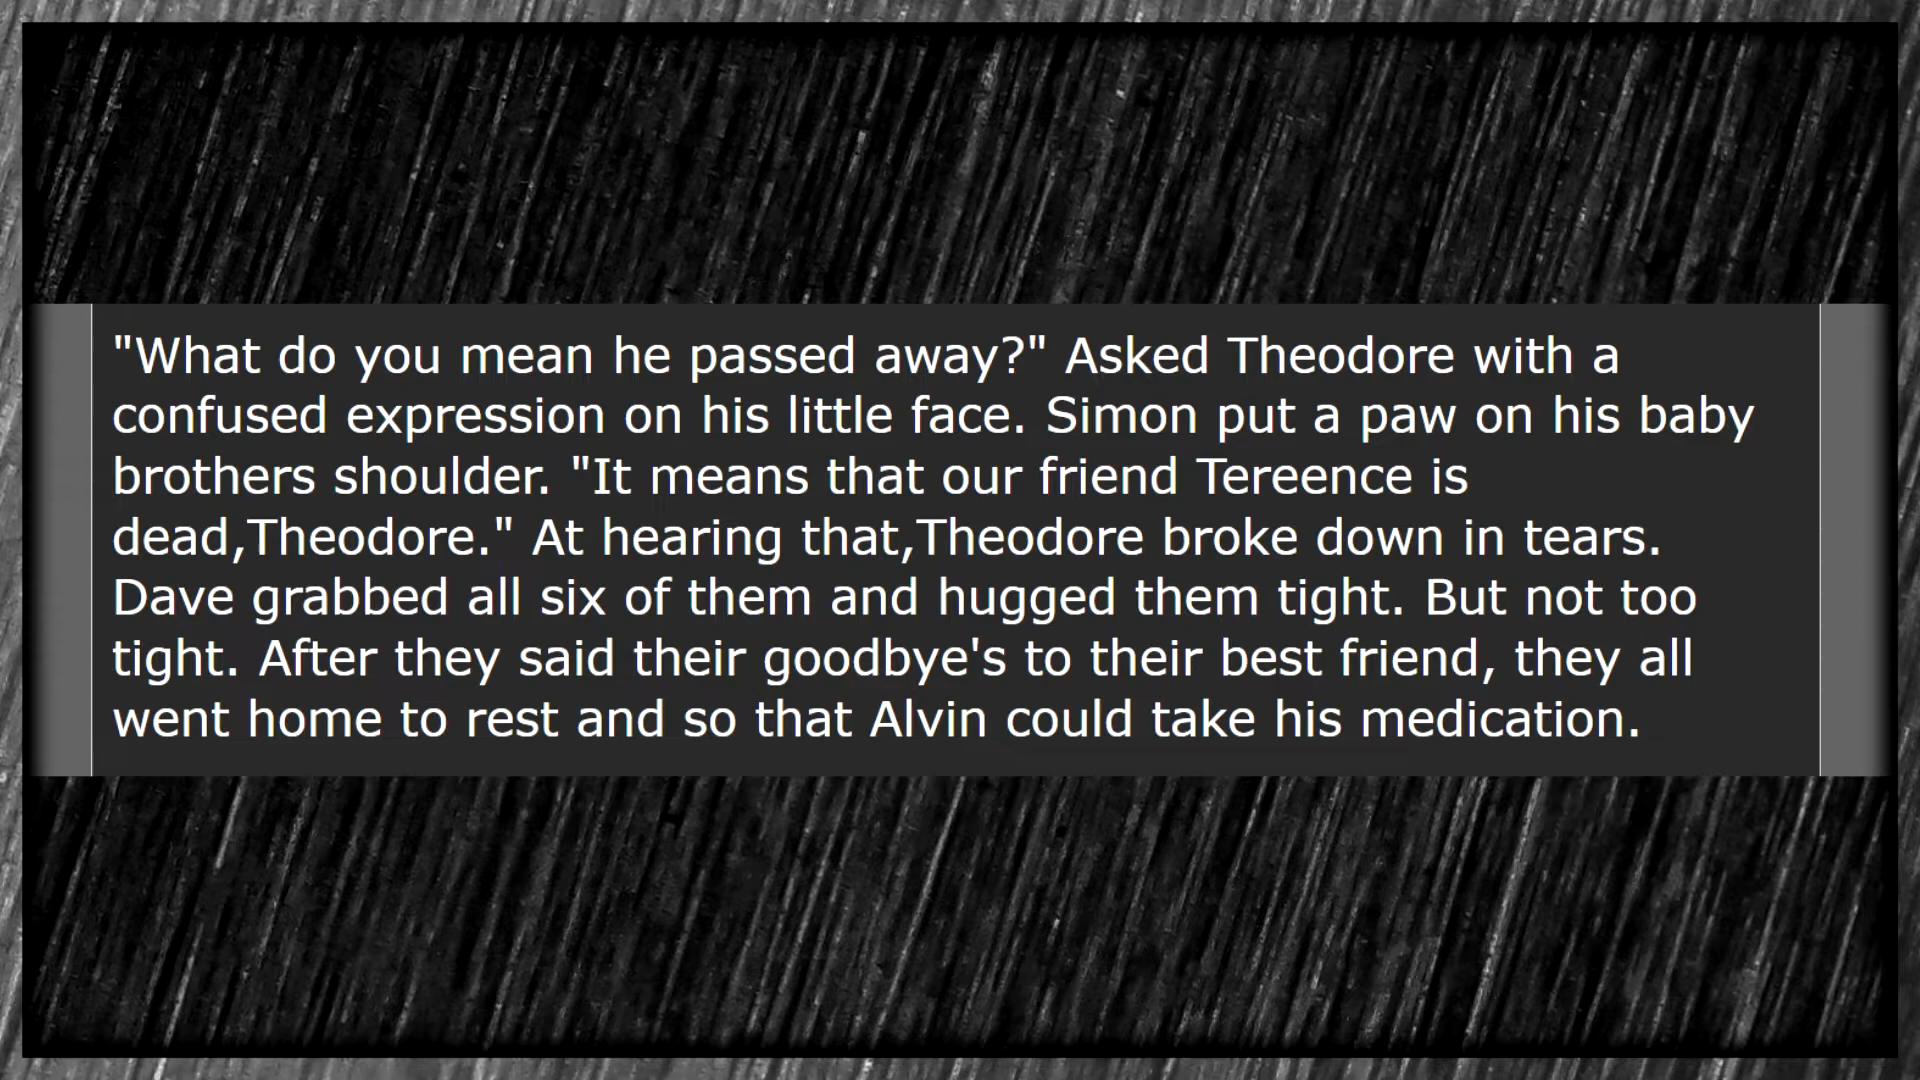 "What do you mean he passed away?" Asked Theodore with a
confused expression on his little face. Simon put a paw on his baby
brothers shoulder. "It means that our friend Tereence is
dead,Theodore." At hearing that,Theodore broke down in tears.
Dave grabbed all six of them and hugged them tight. But not too
tight. After they said their goodbye's to their best friend, they all
went home to rest and so that Alvin could take his medication.